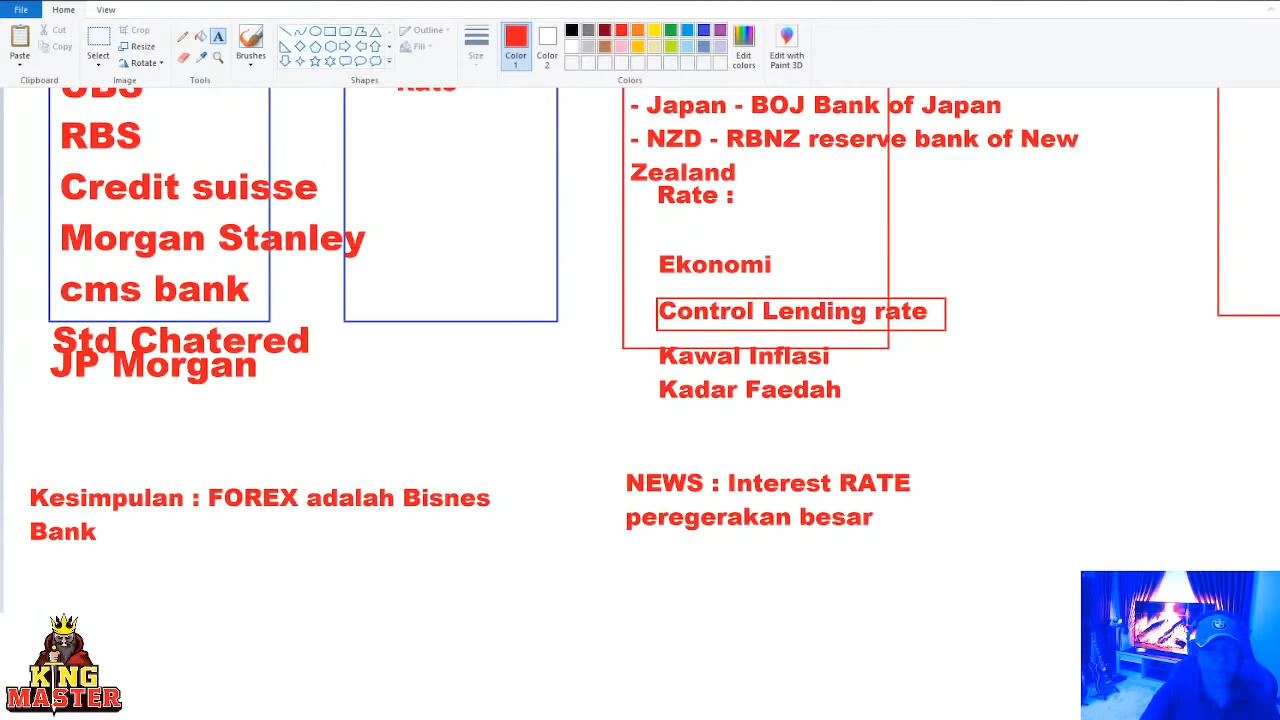 File
Home
View
Paste
Cut
Copy
Clipboard
Select
Crop
Resize
Rotate
Image
Tools
Brushes
Shapes
Outline
Fill
Size
Color
1
Color
2
Edit
colors
Edit with
Paint 3D
Colors
UBS
RBS
Credit suisse
Morgan Stanley
cms bank
Std Chatered
JP Morgan
Rate
- Japan - BOJ Bank of Japan
- NZD - RBNZ reserve bank of New
Zealand
Rate :
Ekonomi
Control Lending rate
Kawal Inflasi
Kadar Faedah
Kesimpulan : FOREX adalah Bisnes
Bank
NEWS : Interest RATE
peregerakan besar
KING
MASTER